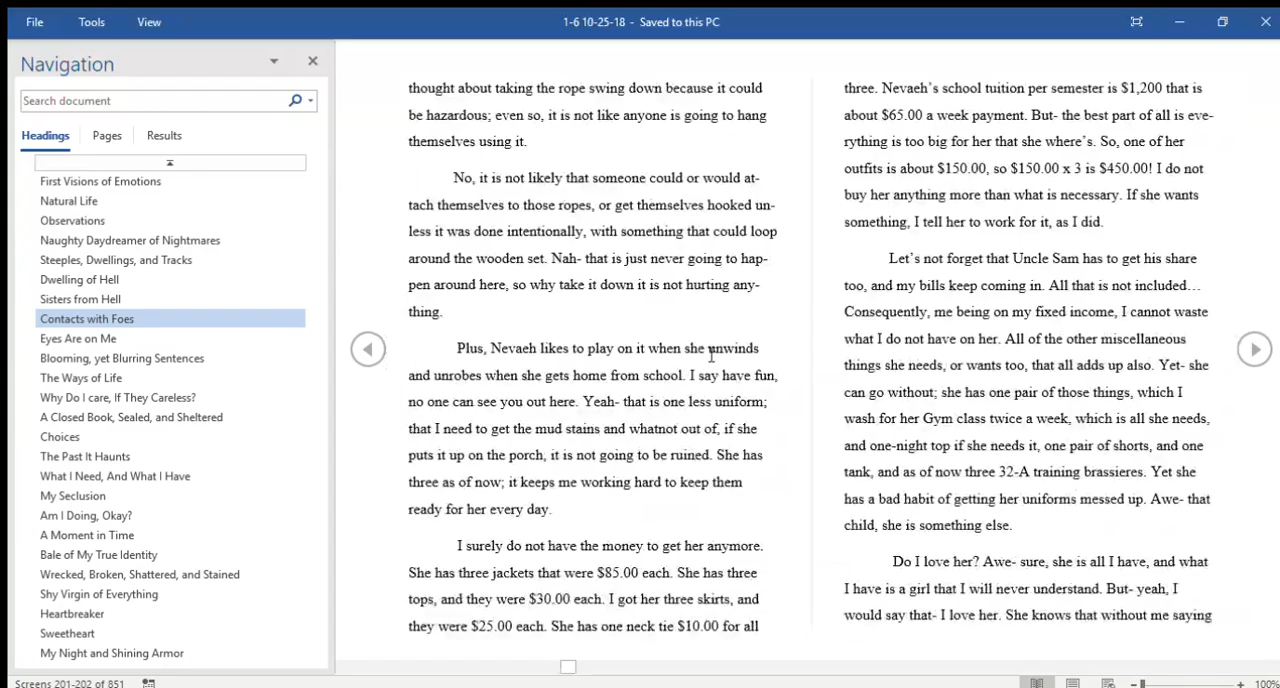 File Tools View 1-6 10-25-18 - Saved to this PC
Navigation
Search document
Headings Pages Results
First Visions of Emotions
Natural Life
Observations
Naughty Daydreamer of Nightmares
Steeples, Dwellings, and Tracks
Dwelling of Hell
Sisters from Hell
Contacts with Foes
Eyes Are on Me
Blooming, yet Blurring Sentences
The Ways of Life
Why Do I care, If They Careless?
A Closed Book, Sealed, and Sheltered
Choices
The Past It Haunts
What I Need, And What I Have
My Seclusion
Am I Doing, Okay?
A Moment in Time
Bale of My True Identity
Wrecked, Broken, Shattered, and Stained
Shy Virgin of Everything
Heartbreaker
Sweetheart
My Night and Shining Armor
thought about taking the rope swing down because it could
be hazardous; even so, it is not like anyone is going to hang
themselves using it.
No, it is not likely that someone could or would at-
tach themselves to those ropes, or get themselves hooked un-
less it was done intentionally, with something that could loop
around the wooden set. Nah- that is just never going to hap-
pen around here, so why take it down it is not hurting any-
thing.
Plus, Nevaeh likes to play on it when she unwinds
and unrobes when she gets home from school. I say have fun,
no one can see you out here. Yeah- that is one less uniform;
that I need to get the mud stains and whatnot out of, if she
puts it up on the porch, it is not going to be ruined. She has
three as of now; it keeps me working hard to keep them
ready for her every day.
I surely do not have the money to get her anymore.
She has three jackets that were $85.00 each. She has three
tops, and they were $30.00 each. I got her three skirts, and
they were $25.00 each. She has one neck tie $10.00 for all
three. Nevaeh's school tuition per semester is $1,200 that is
about $65.00 a week payment. But- the best part of all is eve-
rything is too big for her that she where's. So, one of her
outfits is about $150.00, so $150.00 x 3 is $450.00! I do not
buy her anything more than what is necessary. If she wants
something, I tell her to work for it, as I did.
Let's not forget that Uncle Sam has to get his share
too, and my bills keep coming in. All that is not included…
Consequently, me being on my fixed income, I cannot waste
what I do not have on her. All of the other miscellaneous
things she needs, or wants too, that all adds up also. Yet- she
can go without; she has one pair of those things, which I
wash for her Gym class twice a week, which is all she needs,
and one-night top if she needs it, one pair of shorts, and one
tank, and as of now three 32-A training brassieres. Yet she
has a bad habit of getting her uniforms messed up. Awe- that
child, she is something else.
Do I love her? Awe- sure, she is all I have, and what
I have is a girl that I will never understand. But- yeah, I
would say that- I love her. She knows that without me saying
Screens 201-202 of 851 100%